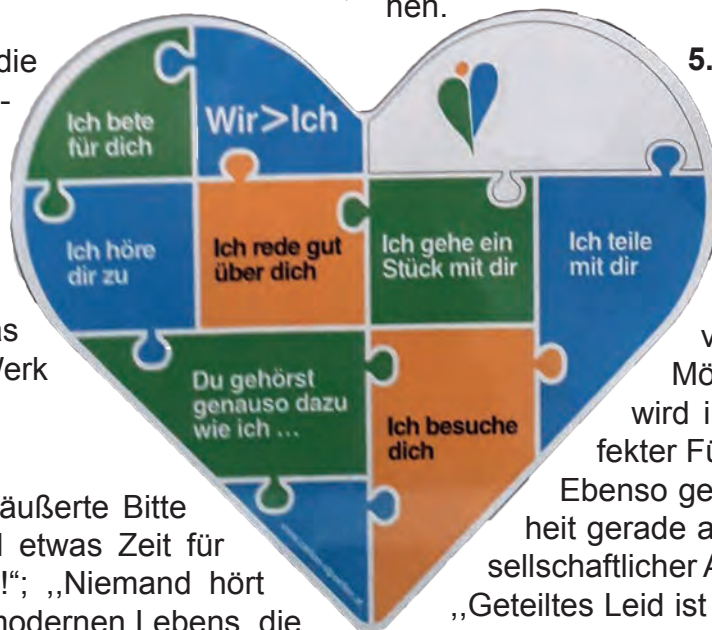 nen.
die
-
5.
Ich bete
für dich
Wir>Ich
Ich höre
dir zu
Ich rede gut
über dich
Ich gehe ein
Stück mit dir
Ich teile
mit dir
Du gehörst
genauso dazu
wie ich ...
Ich besuche
dich
Werk
äußerte Bitte
etwas Zeit für
!“; ,,Niemand hört
modernen Lebens, die
Mö
wird i
fekter Fü
Ebenso ge
heit gerade a
sellschaftlicher A
,,Geteiltes Leid ist